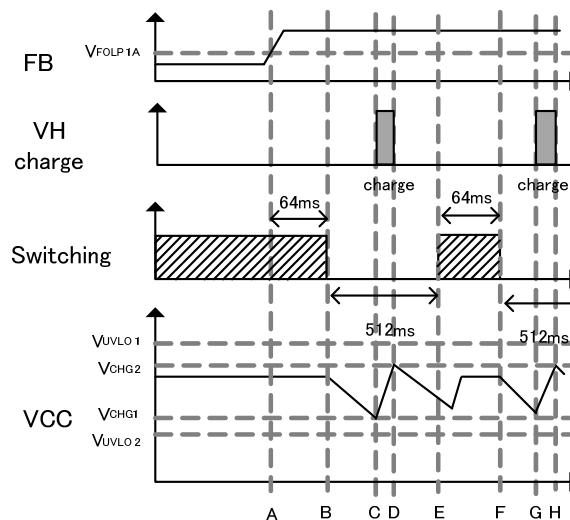 FB
VFOLP1A
VH
charge
charge
charge
64ms
64ms
Switching
512ms
512ms
VUVLO1
VCHG2
VCC
VCHG1
VUVLO2
A B C D E F G H